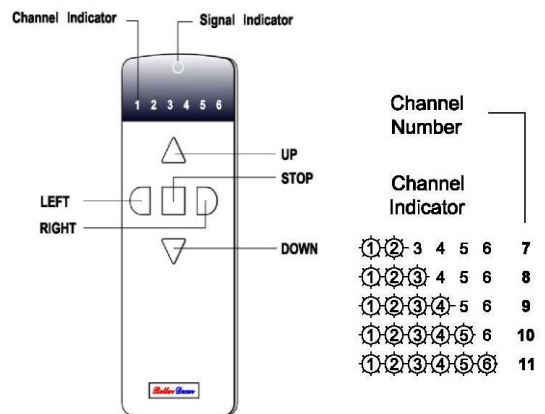 Channel Indicator
Signal Indicator
1 2 3 4 5 6
UP
STOP
LEFT
RIGHT
DOWN
Better Decor
Channel
Number
Channel
Indicator
1 2 3 4 5 6 7
1 2 3 4 5 6 8
1 2 3 4 5 6 9
1 2 3 4 5 6 10
1 2 3 4 5 6 11